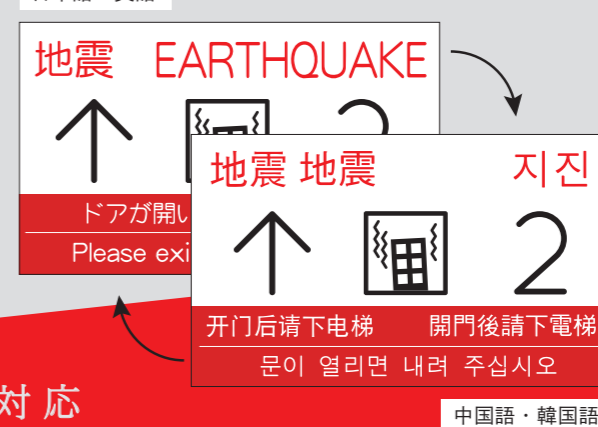 地震 EARTHQUAKE
ドアが開い
Please exi
地震 地震 지진
2
开门后请下电梯 開門後請下電梯
문이 열리면 내려 주십시오
対応
中国語・韓国語